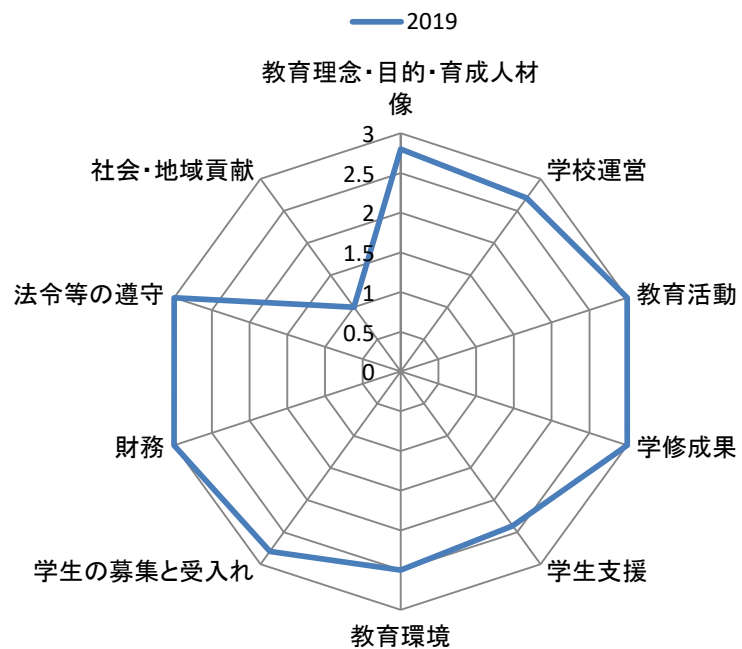 2019
教育理念・目的・育成人材
像
3
2.5
2
1.5
1
0.5
0
学校運営
教育活動
学修成果
学生支援
教育環境
学生の募集と受入れ
財務
法令等の遵守
社会・地域貢献